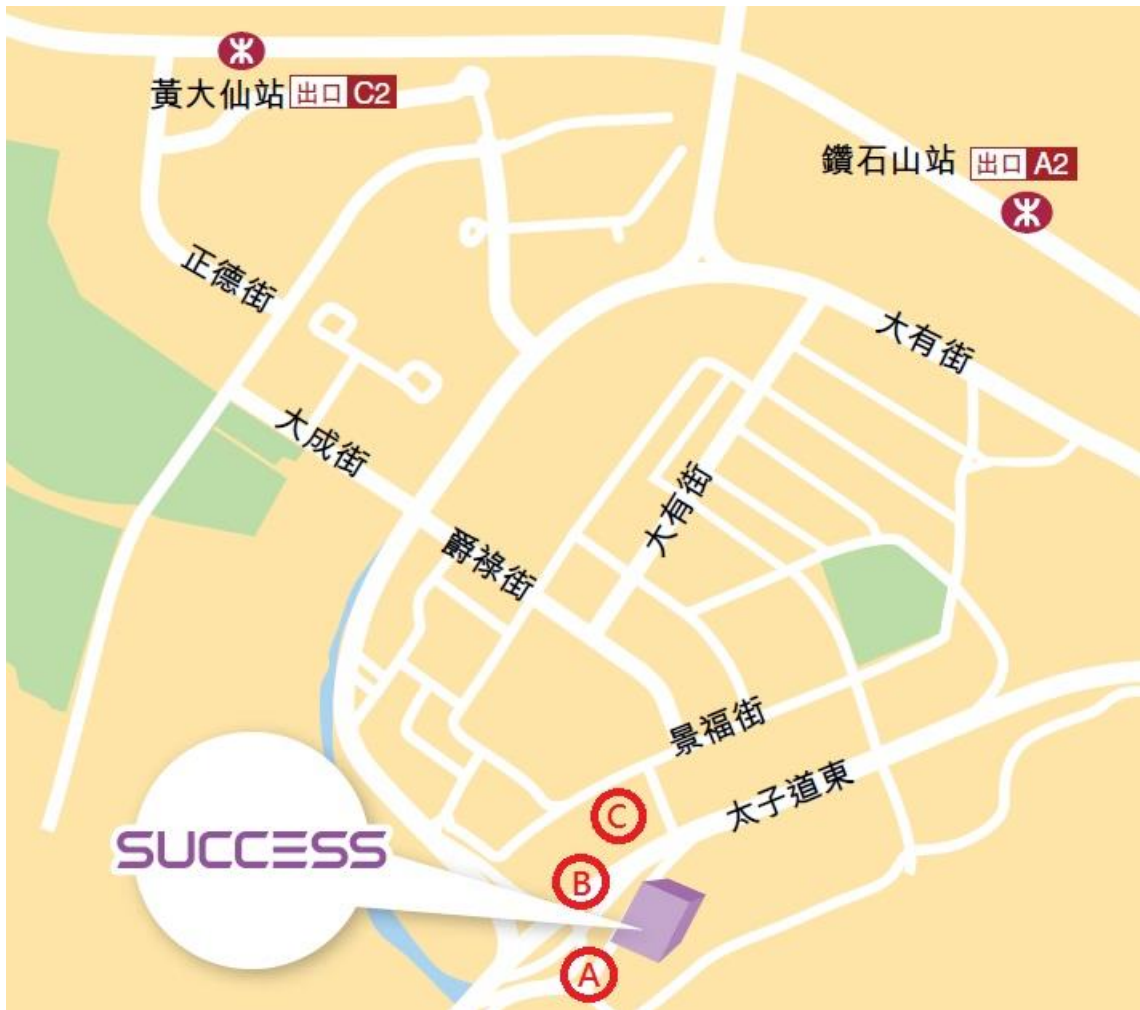 黃大仙站 出口 C2
鑽石山站 出口 A2
正德街
大有街
大成街
大有街
爵祿街
景福街
太子道東
C
SUCCESS
B
A